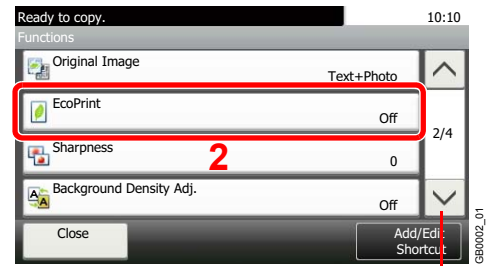 Ready to copy. 10:10
Functions
Original Image
Text+Photo
EcoPrint
Off
2/4
Sharpness
2
0
Background Density Adj.
Off
Close
Add/Edit
Shortcut
GB0002_01